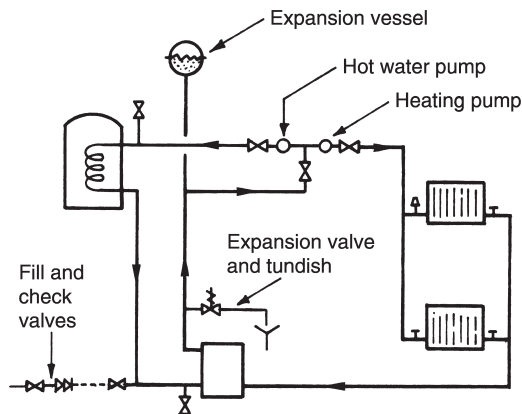 Expansion vessel
Hot water pump
Heating pump
Expansion valve
and tundish
Fill and
check
valves